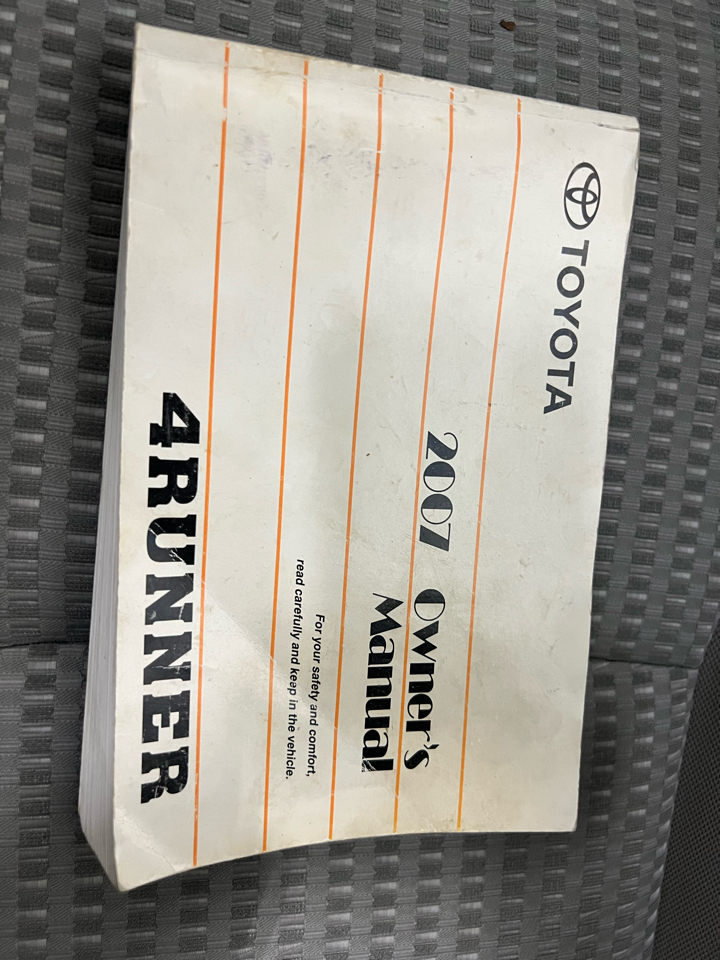 TOYOTA
2007 Owner's
Manual
For your safety and comfort,
read carefully and keep in the vehicle.
4RUNNER